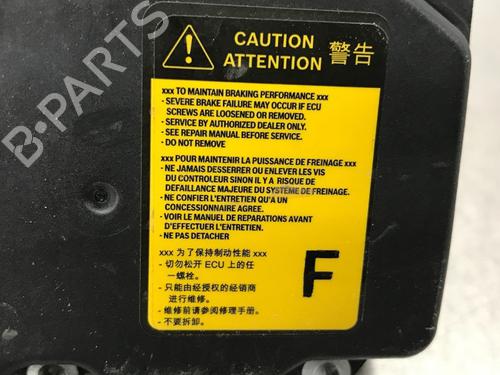 B-PARTS
CAUTION
ATTENTION 警告
xxx TO MAINTAIN BRAKING PERFORMANCE xxx
- SEVERE BRAKE FAILURE MAY OCCUR IF ECU
SCREWS ARE LOOSENED OR REMOVED.
- SERVICE BY AUTHORIZED DEALER ONLY.
- SEE REPAIR MANUAL BEFORE SERVICE.
- DO NOT REMOVE
xxx POUR MAINTENIR LA PUISSANCE DE FREINAGE xxx
- NE JAMAIS DESSERRER OU ENLEVER LES VIS
DU CONTROLEUR SINON IL Y A RISQUE DE
DEFAILLANCE MAJEURE DU SYSTÈME DE FREINAGE.
- NE CONFIER L'ENTRETIEN QU'A UN
CONCESSIONNAIRE AGREE.
- VOIR LE MANUEL DE REPARATIONS AVANT
D'EFFECTUER L'ENTRETIEN.
- NE PAS DETACHER
xxx 为了保持制动性能 xxx
- 切勿松开 ECU 上的任
一螺栓。
- 只能由经授权的经销商
进行维修。
- 维修前请参阅修理手册。
- 不要拆卸。
F